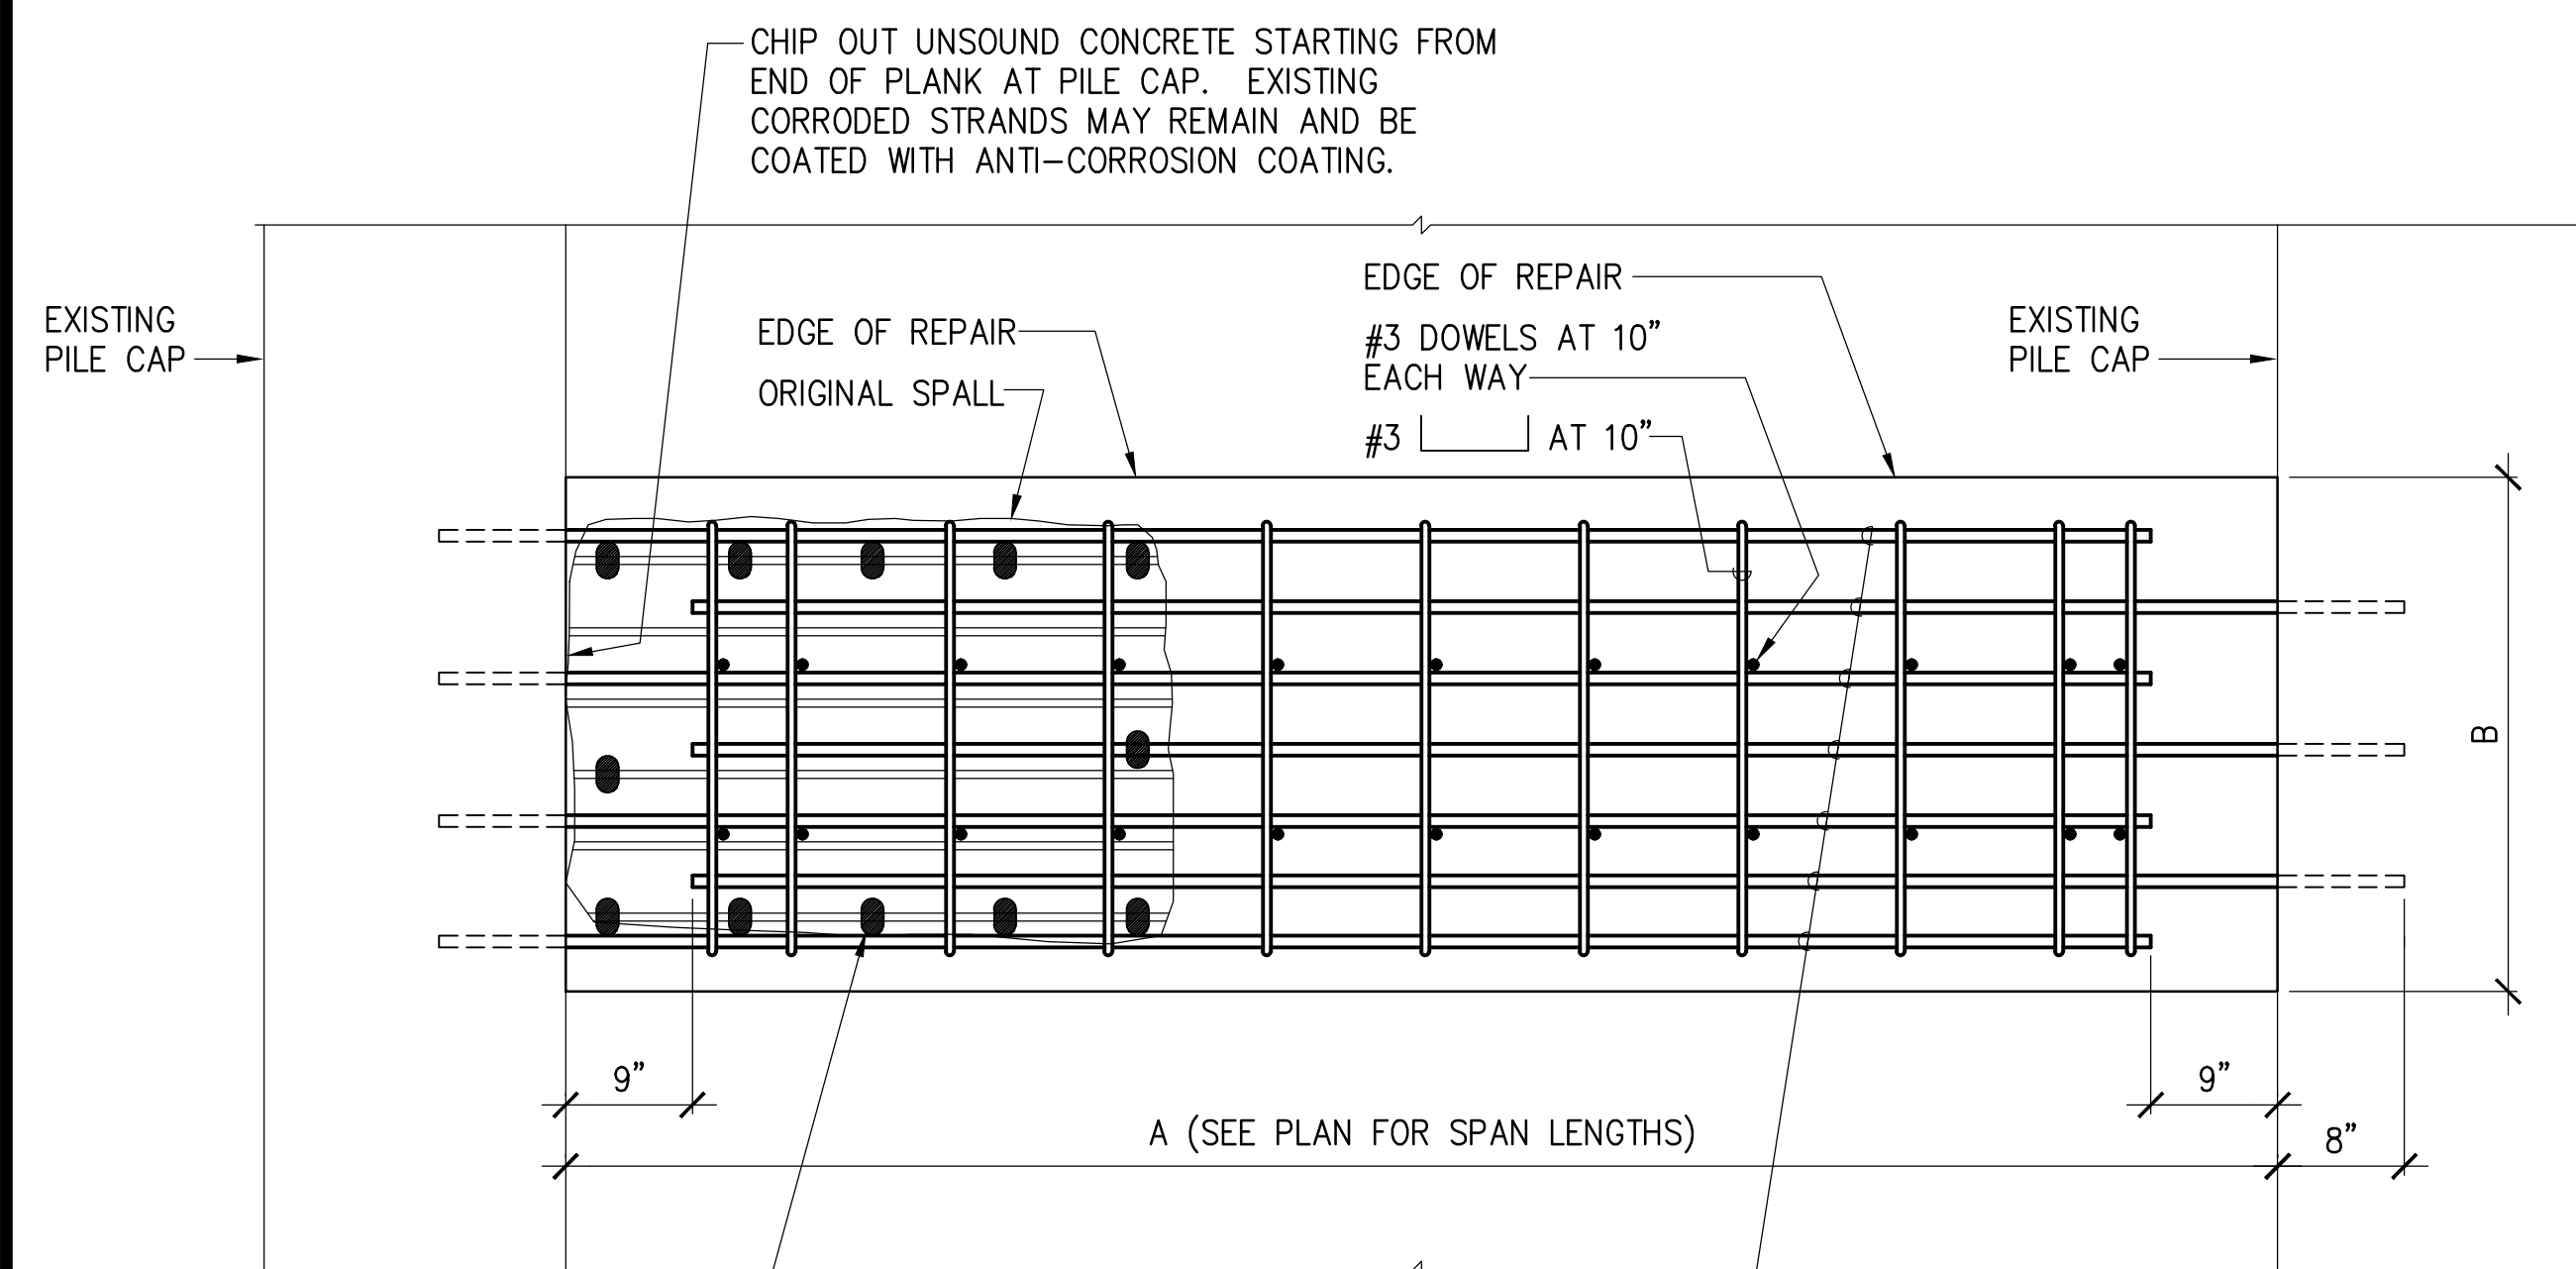 CHIP OUT UNSOUND CONCRETE STARTING FROM
END OF PLANK AT PILE CAP. EXISTING
CORRODED STRANDS MAY REMAIN AND BE
COATED WITH ANTI-CORROSION COATING.
EXISTING
PILE CAP
EDGE OF REPAIR
ORIGINAL SPALL
EDGE OF REPAIR
#3 DOWELS AT 10"
EACH WAY
#3 AT 10"
EXISTING
PILE CAP
B
9"
9"
A (SEE PLAN FOR SPAN LENGTHS)
8"